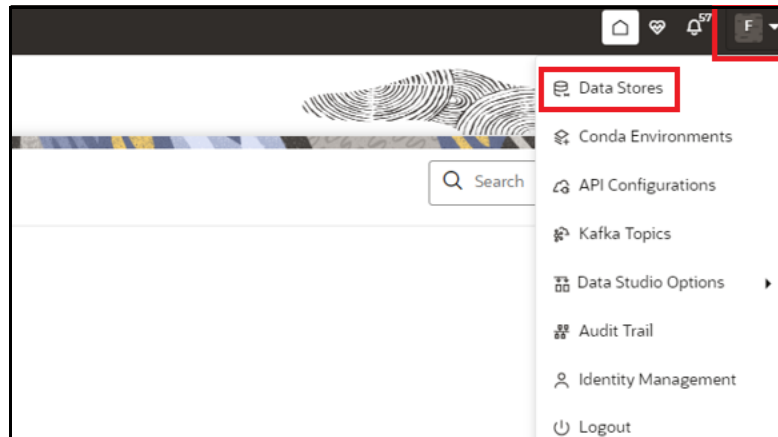 57
F
Data Stores
Conda Environments
Search
API Configurations
Kafka Topics
Data Studio Options
Audit Trail
Identity Management
Logout